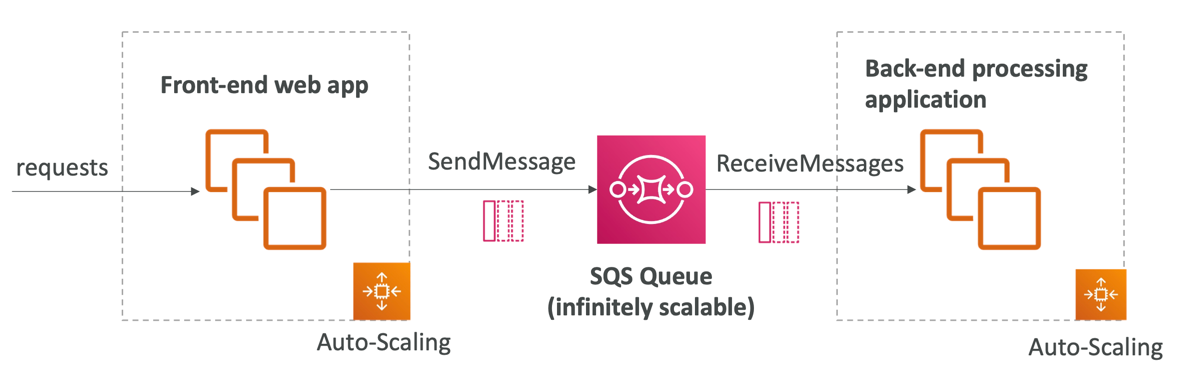 Front-end web app
Back-end processing
application
requests
SendMessage
ReceiveMessages
SQS Queue
(infinitely scalable)
Auto-Scaling
Auto-Scaling